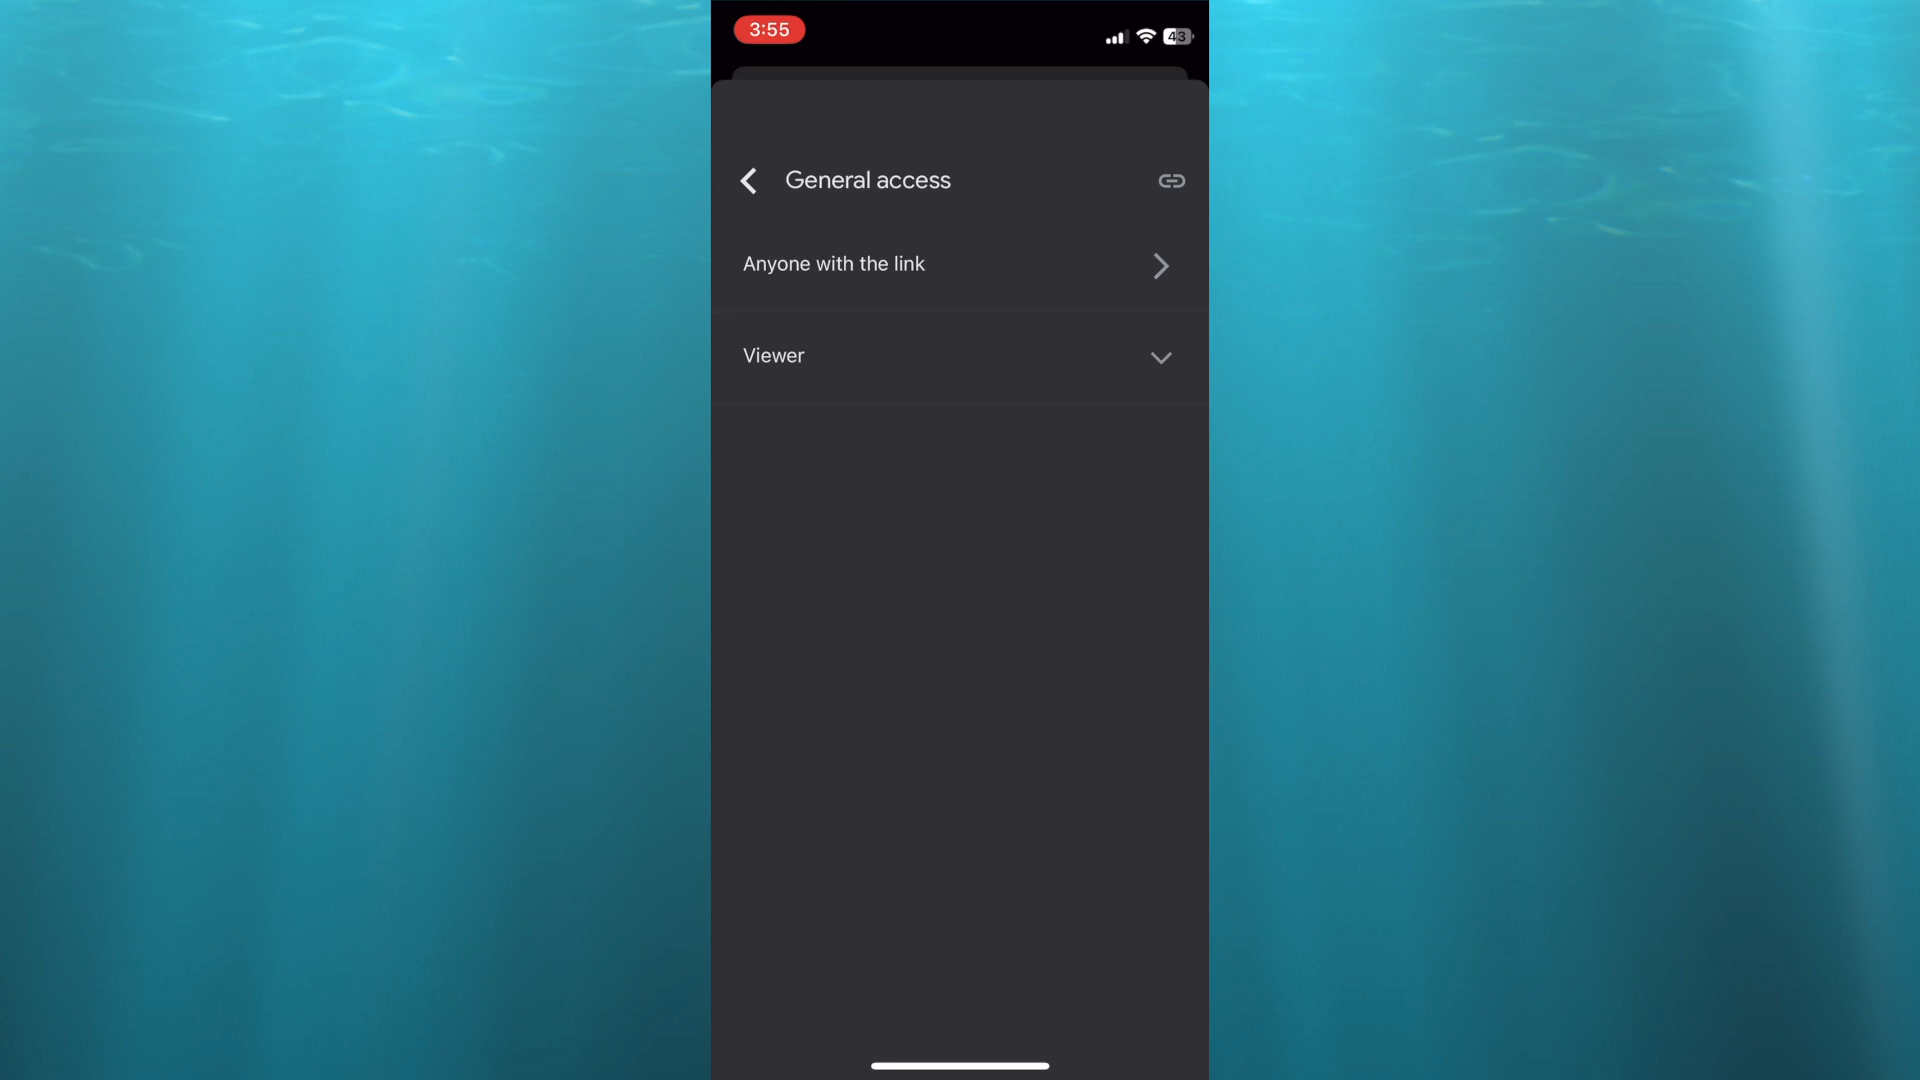 3:55
43
General access
Anyone with the link
Viewer